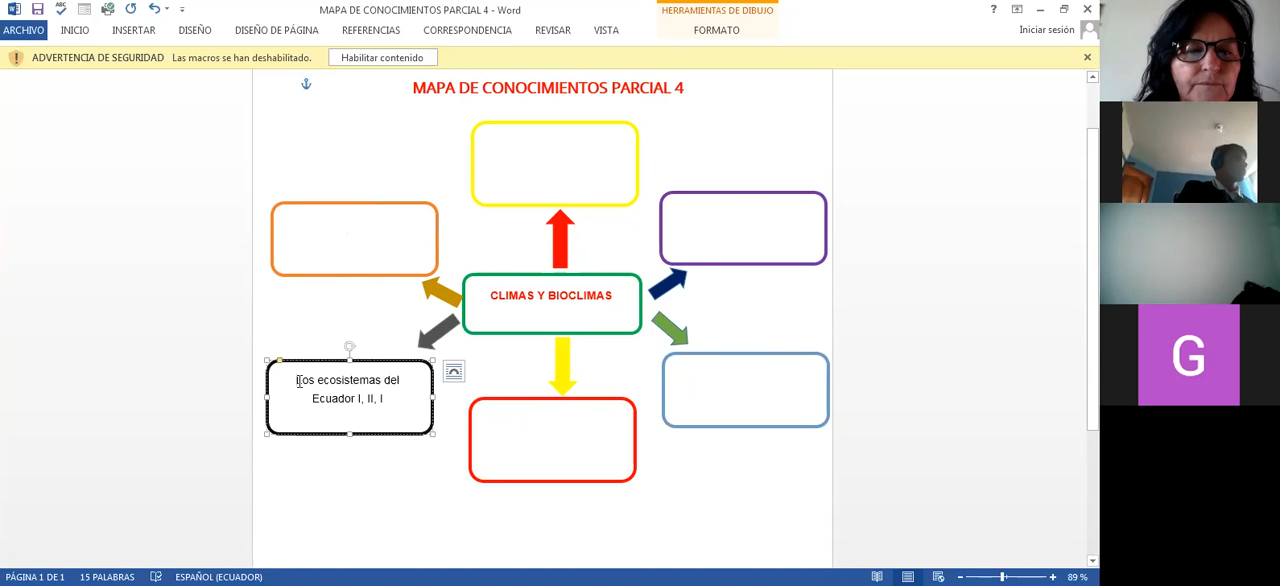 MAPA DE CONOCIMIENTOS PARCIAL 4 - Word
HERRAMIENTAS DE DIBUJO
?
ARCHIVO INICIO INSERTAR DISEÑO DISEÑO DE PÁGINA REFERENCIAS CORRESPONDENCIA REVISAR VISTA FORMATO Iniciar sesión
ADVERTENCIA DE SEGURIDAD Las macros se han deshabilitado. Habilitar contenido
MAPA DE CONOCIMIENTOS PARCIAL 4
CLIMAS Y BIOCLIMAS
Los ecosistemas del
Ecuador I, II, I
G
PÁGINA 1 DE 1 15 PALABRAS ESPAÑOL (ECUADOR) 89 %